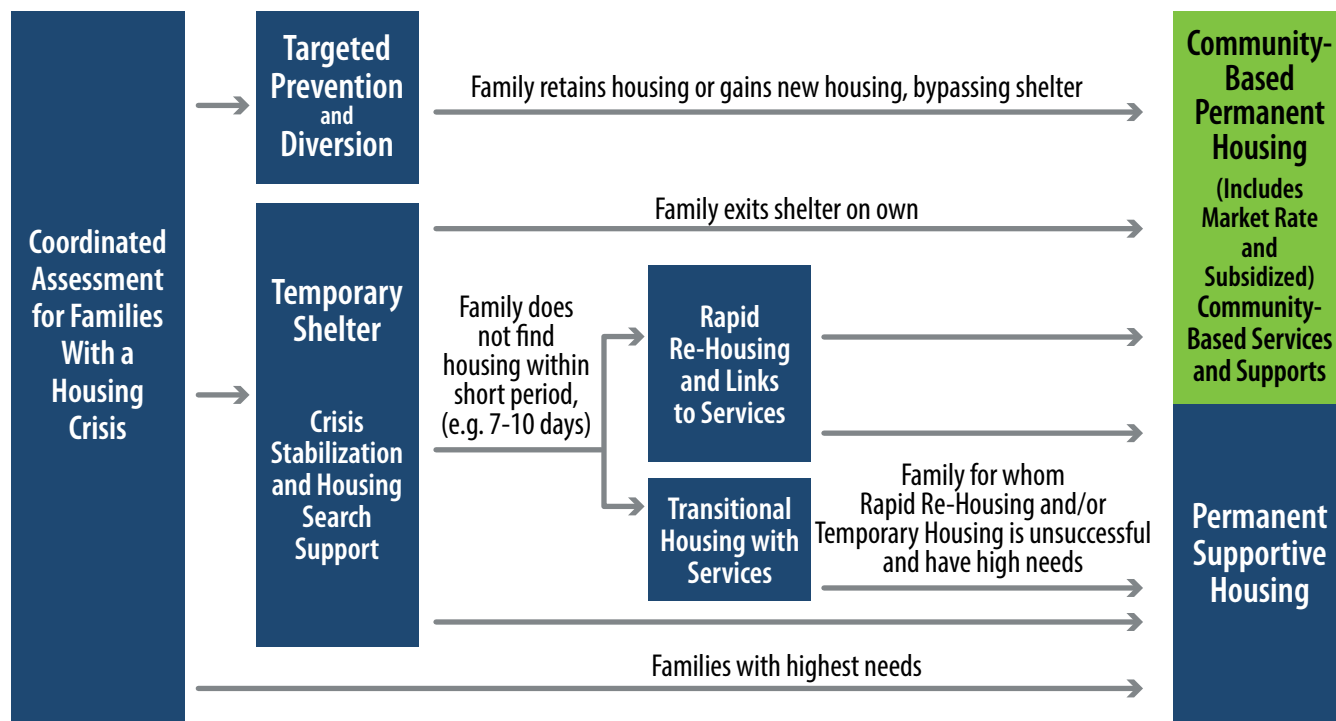 Coordinated
Assessment
for Families
With a
Housing
Crisis
Targeted
Prevention
and
Diversion
Family retains housing or gains new housing, bypassing shelter
Temporary
Shelter
Crisis
Stabilization
and Housing
Search
Support
Family exits shelter on own
Family does
not find
housing within
short period,
(e.g. 7-10 days)
Rapid
Re-Housing
and Links
to Services
Transitional
Housing with
Services
Family for whom
Rapid Re-Housing and/or
Temporary Housing is unsuccessful
and have high needs
Families with highest needs
Community-
Based
Permanent
Housing
(Includes
Market Rate
and
Subsidized)
Community-
Based Services
and Supports
Permanent
Supportive
Housing